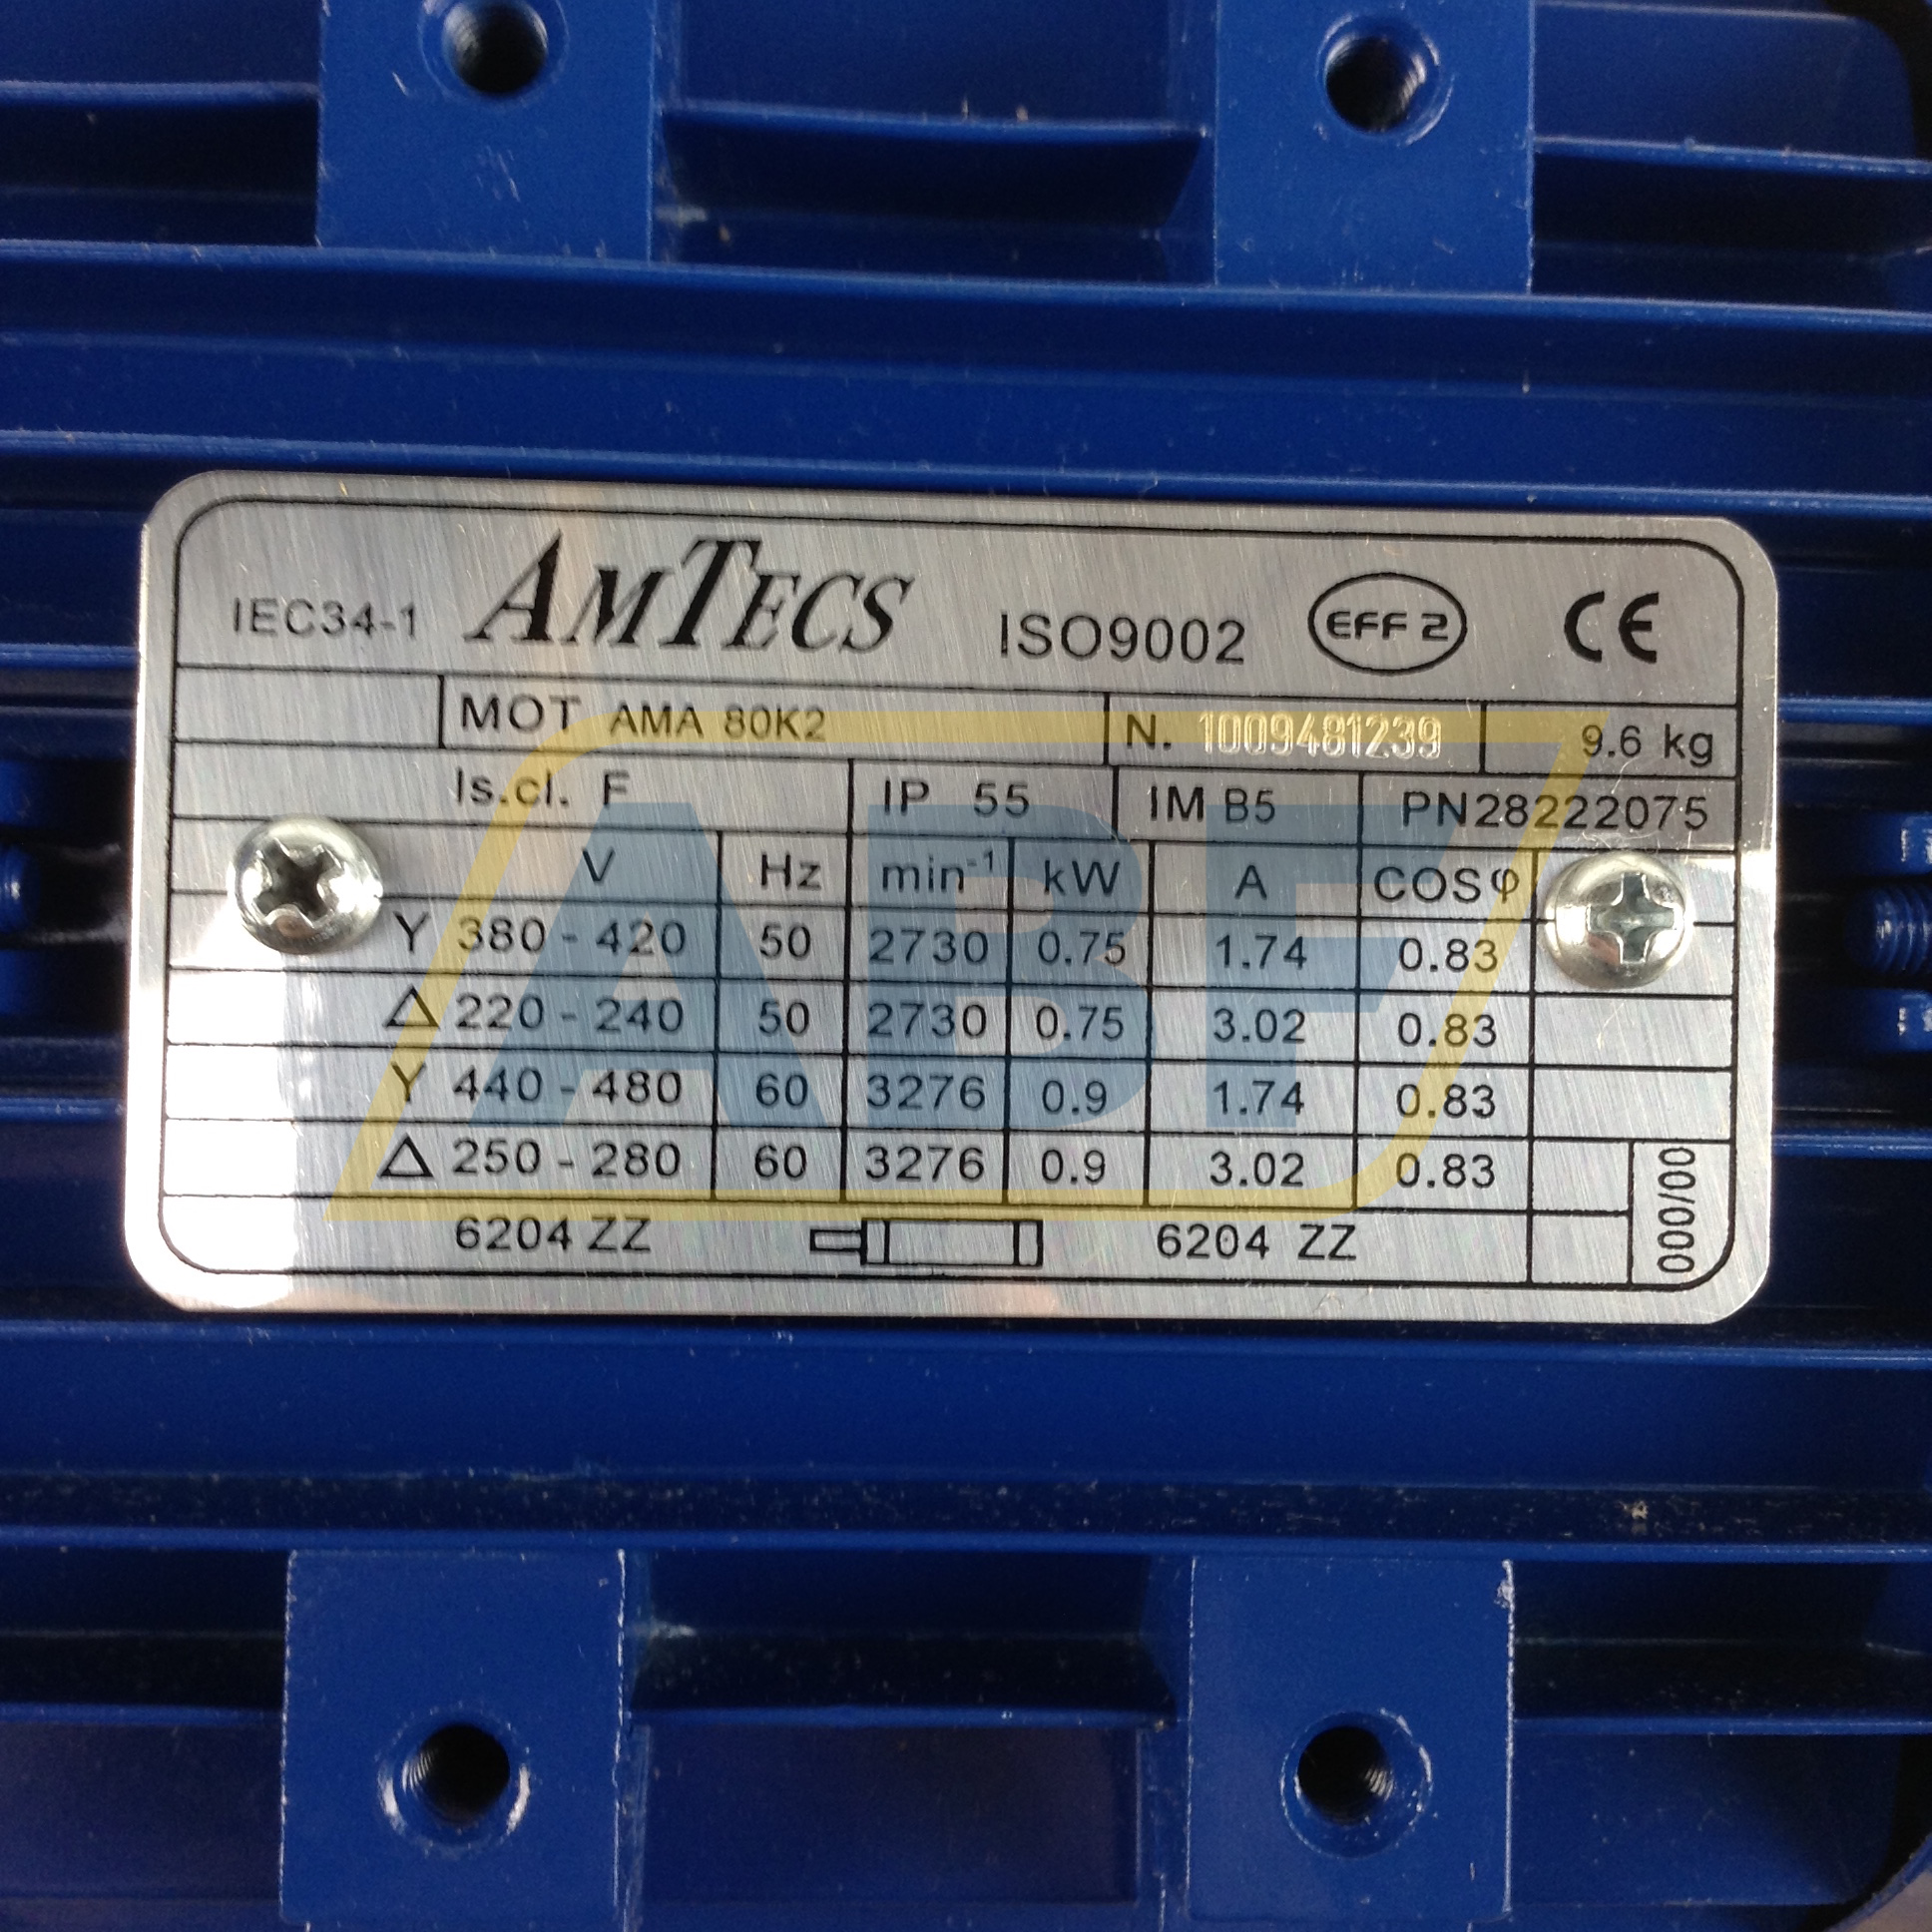 IEC34-1 AMTECS ISO9002 EFF 2 CE
MOT AMA 80K2 N. 1009481239 9.6 kg
Is.cl. F IP 55 IM B5 PN28222075
V Hz min-1 kW A COSφ
Y 380 - 420 50 2730 0.75 1.74 0.83
Δ 220 - 240 50 2730 0.75 3.02 0.83
Y 440 - 480 60 3276 0.9 1.74 0.83
Δ 250 - 280 60 3276 0.9 3.02 0.83
6204 ZZ 6204 ZZ
000/00
ABF